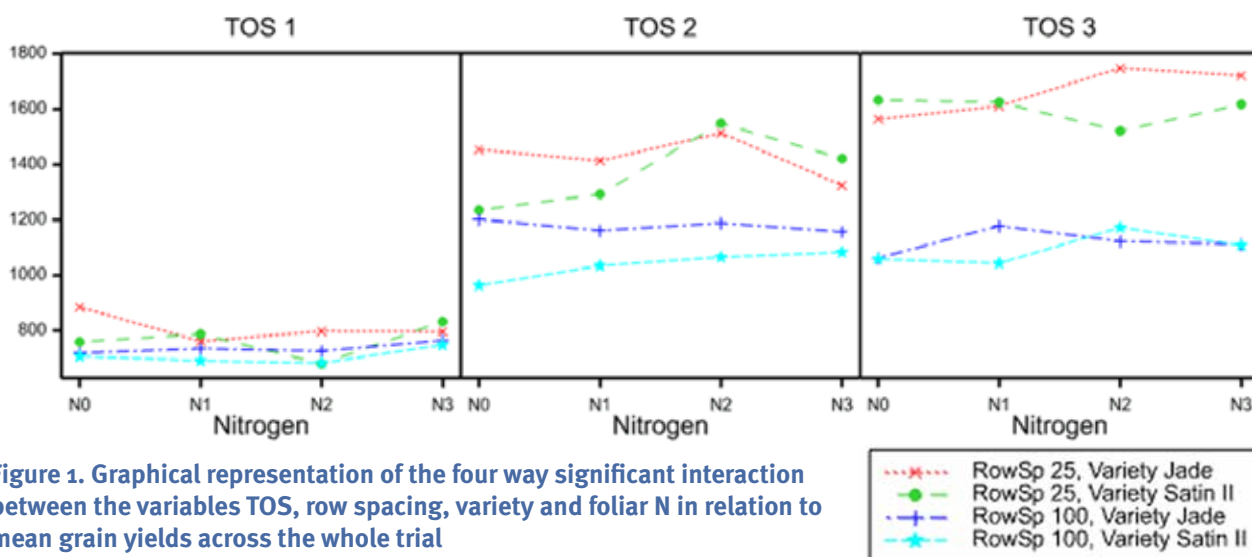 TOS 1 TOS 2 TOS 3
1800
1600
1400
1200
1000
800
N0 N1 N2 N3 N0 N1 N2 N3 N0 N1 N2 N3
Nitrogen Nitrogen Nitrogen
igure 1. Graphical representation of the four way significant interaction
between the variables TOS, row spacing, variety and foliar N in relation to
mean grain yields across the whole trial
RowSp 25, Variety Jade
RowSp 25, Variety Satin II
RowSp 100, Variety Jade
RowSp 100, Variety Satin II